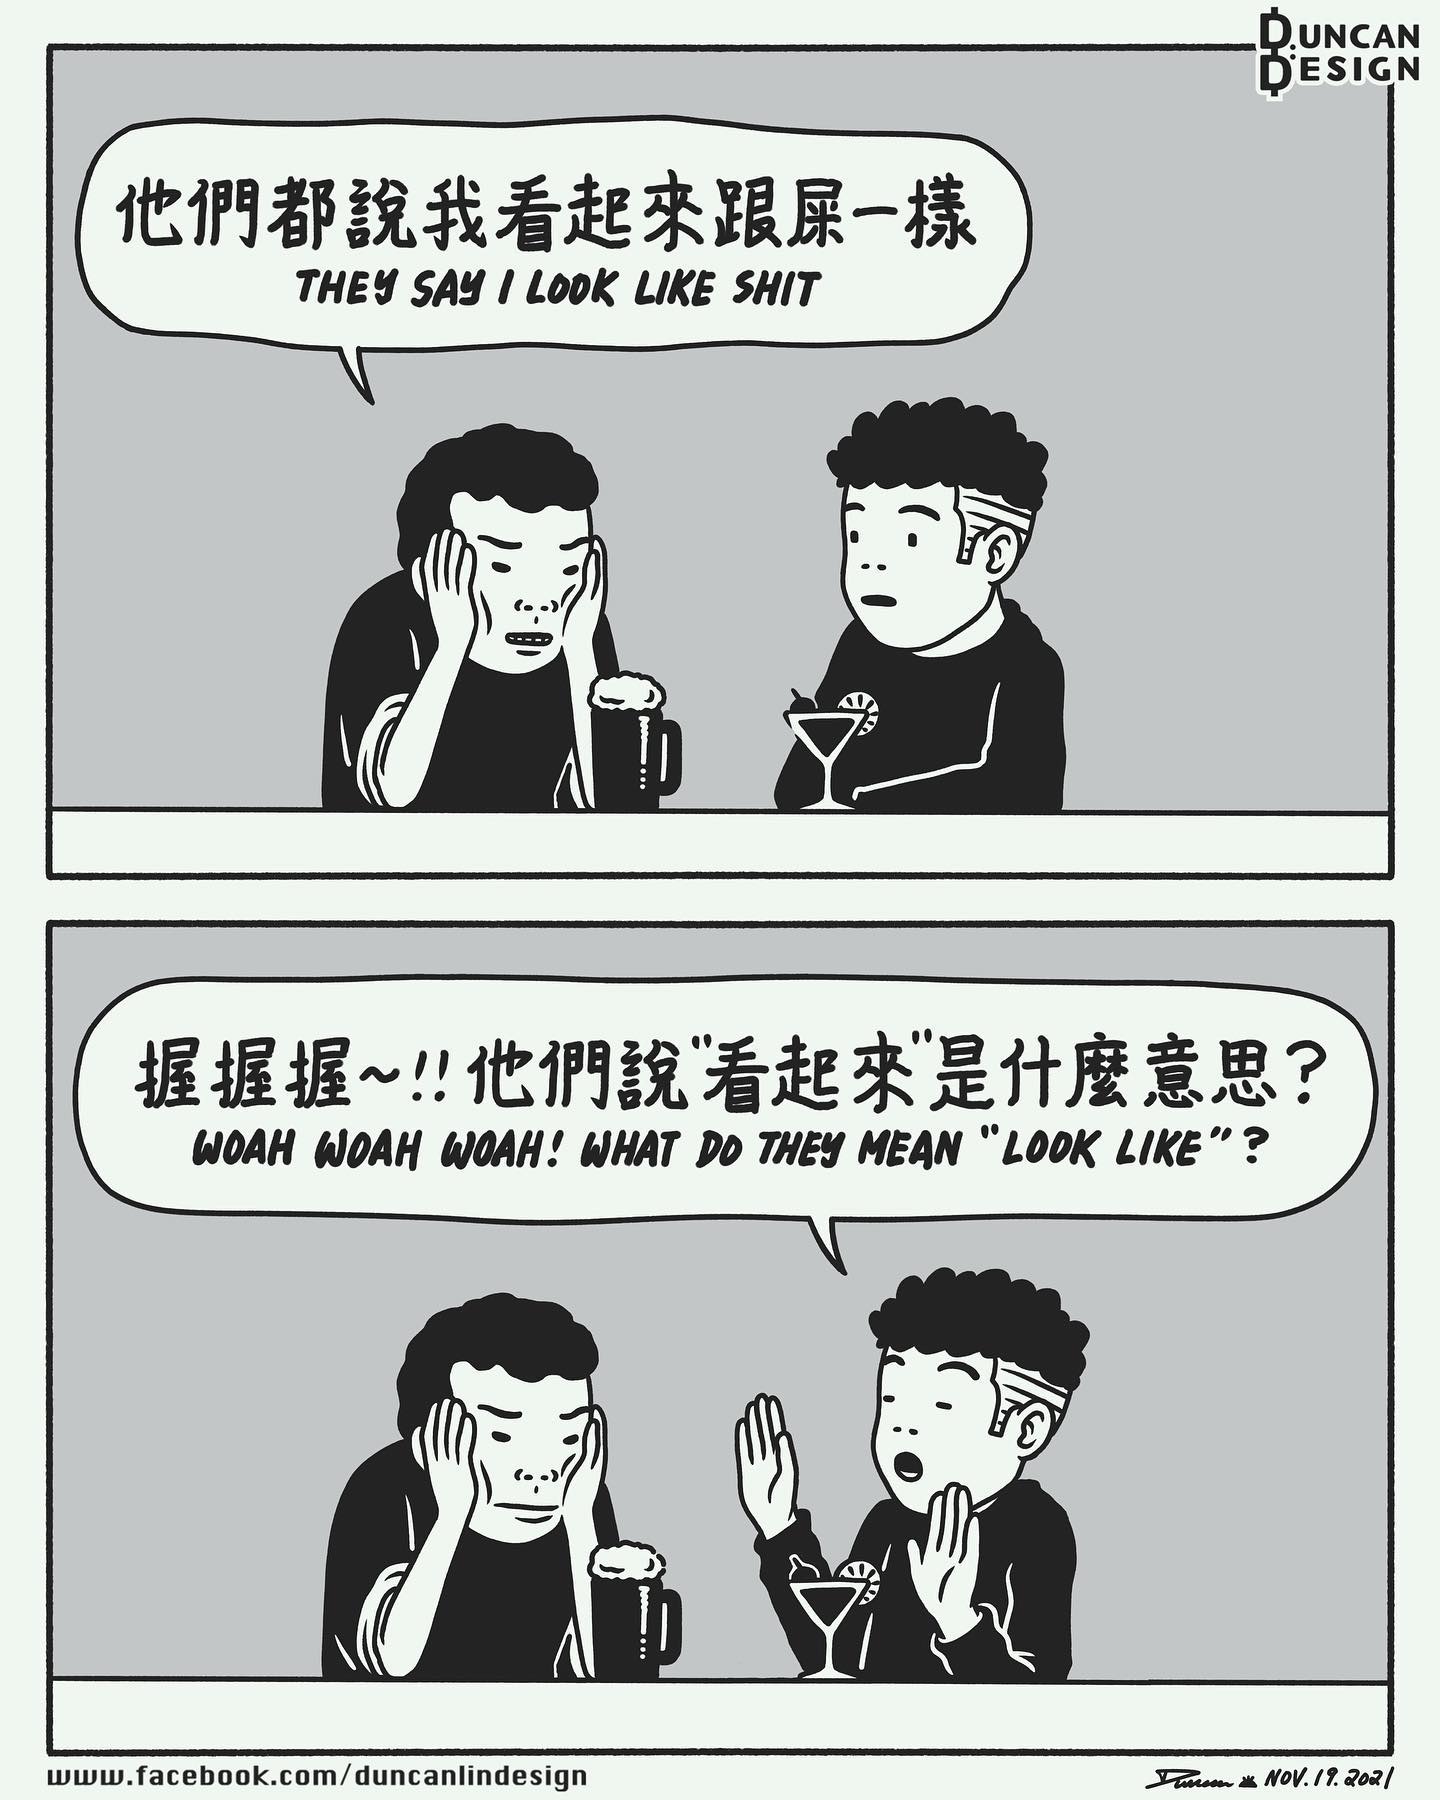 DUNCAN
DESIGN
他們都說我看起來跟屎一樣
THEY SAY I LOOK LIKE SHIT
握握握~!!他們說"看起來"是什麼意思?
WOAH WOAH WOAH! WHAT DO THEY MEAN "LOOK LIKE"?
www.facebook.com/duncanlindesign
Duncan NOV.19.2021